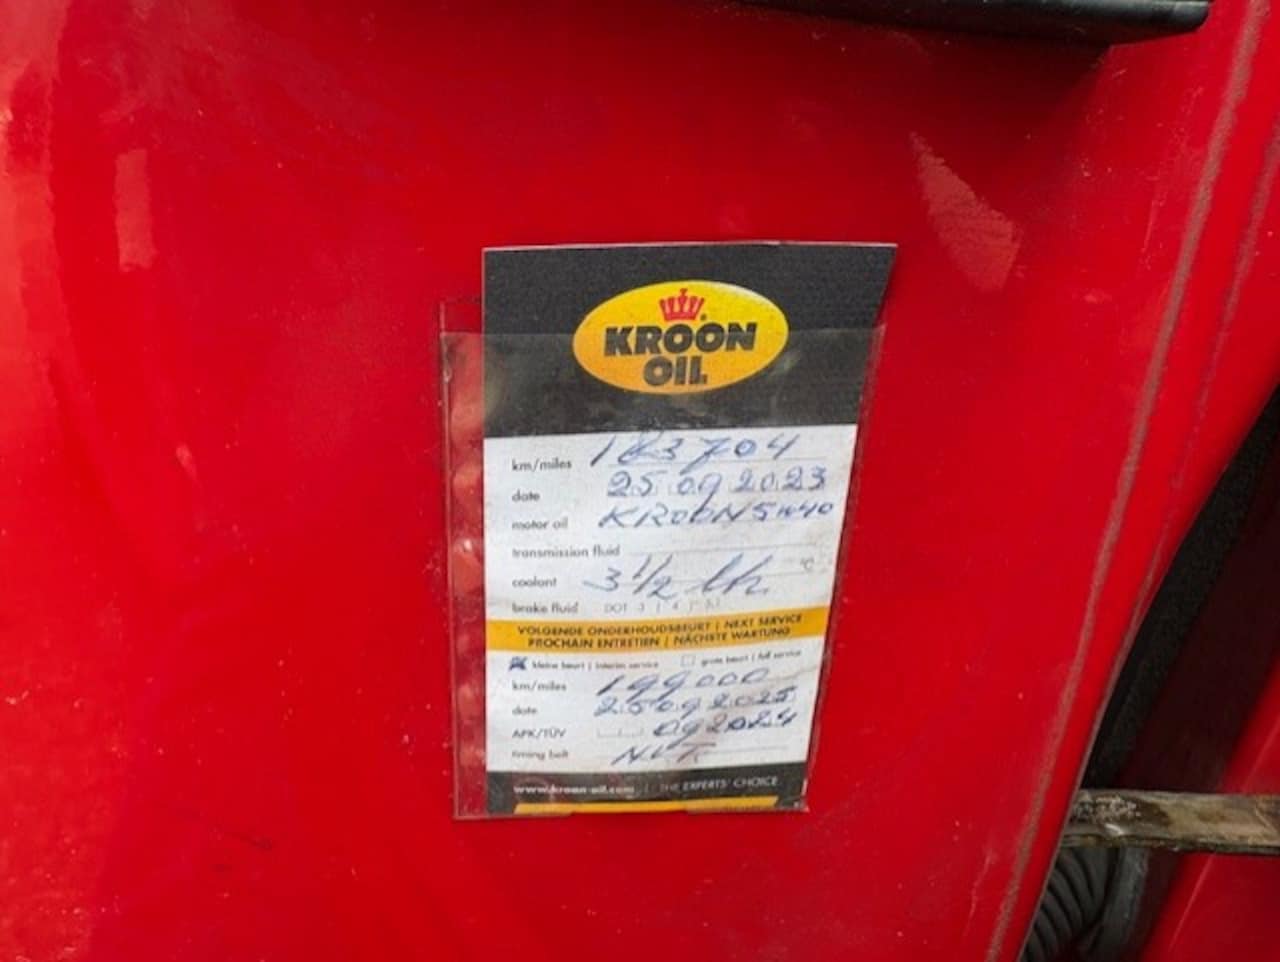 KROON
OIL
km/miles 183704
date 25 09 2023
motor oil KROON 5W40
transmission fluid
°C
coolant 3 1/2 ltr
brake fluid DOT 3 | 4 | 5.1
VOLGENDE ONDERHOUDSBEURT | NEXT SERVICE
PROCHAIN ENTRETIEN | NÄCHSTE WARTUNG
kleine beurt | interim service grote beurt | full service
km/miles 199000
date 25 09 2025
APK/TÜV 09 2024
timing belt N.V.T.
www.kroon-oil.com | THE EXPERTS' CHOICE